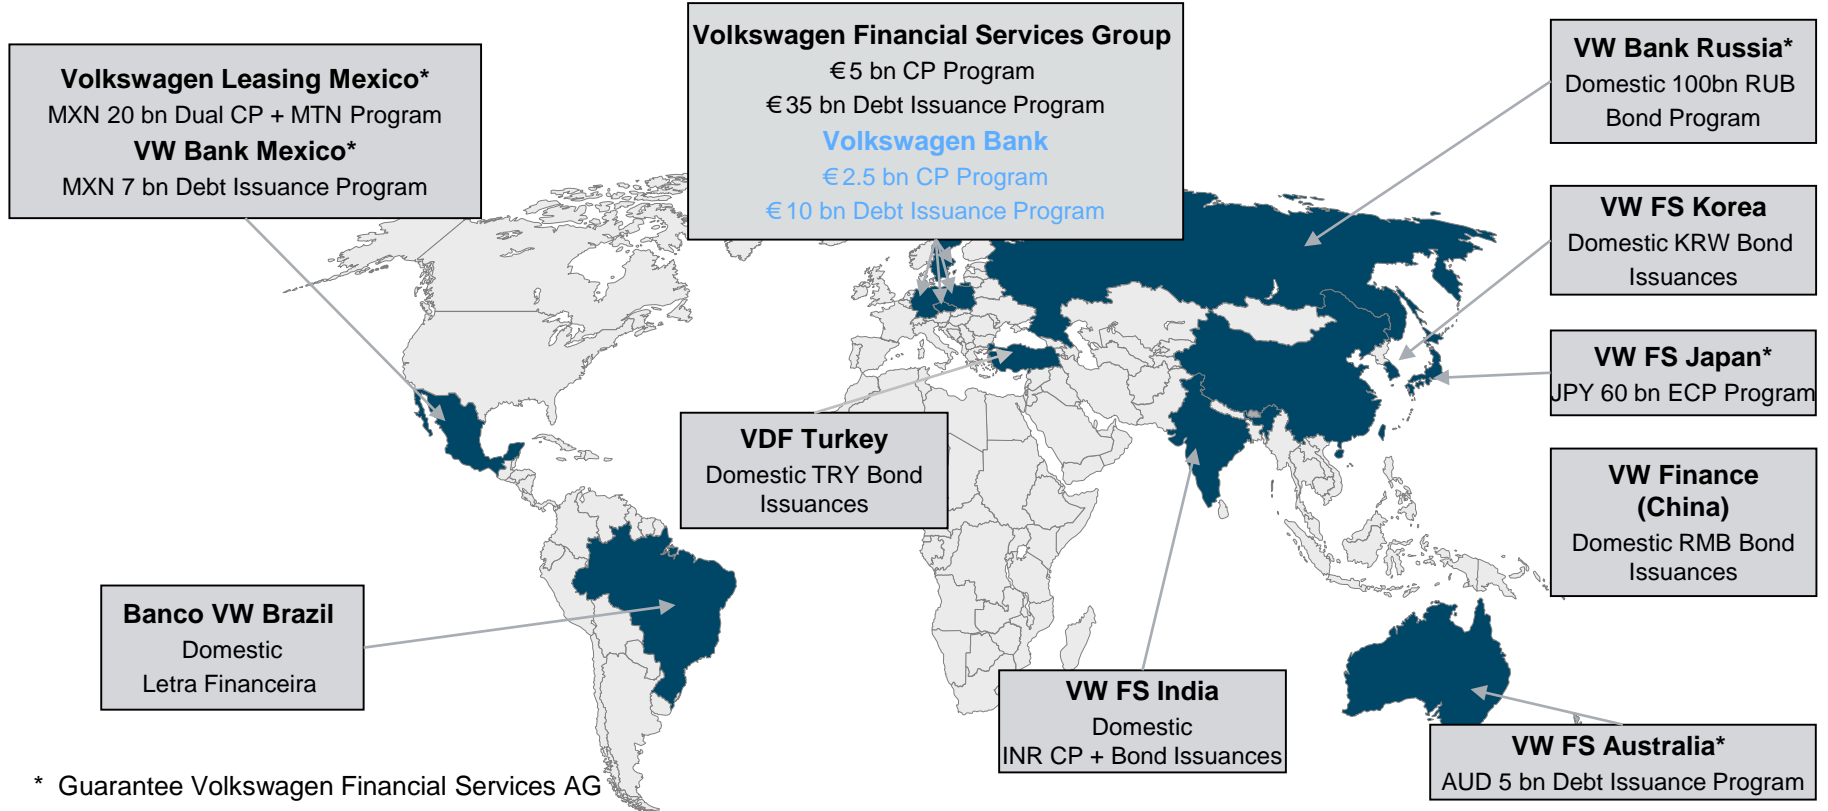 Volkswagen Leasing Mexico*
MXN 20 bn Dual CP + MTN Program
VW Bank Mexico*
MXN 7 bn Debt Issuance Program
Volkswagen Financial Services Group
€5 bn CP Program
€35 bn Debt Issuance Program
Volkswagen Bank
€2.5 bn CP Program
€10 bn Debt Issuance Program
VW Bank Russia*
Domestic 100bn RUB
Bond Program
VW FS Korea
Domestic KRW Bond
Issuances
VW FS Japan*
JPY 60 bn ECP Program
VDF Turkey
Domestic TRY Bond
Issuances
VW Finance
(China)
Domestic RMB Bond
Issuances
Banco VW Brazil
Domestic
Letra Financeira
VW FS India
Domestic
INR CP + Bond Issuances
VW FS Australia*
AUD 5 bn Debt Issuance Program
* Guarantee Volkswagen Financial Services AG